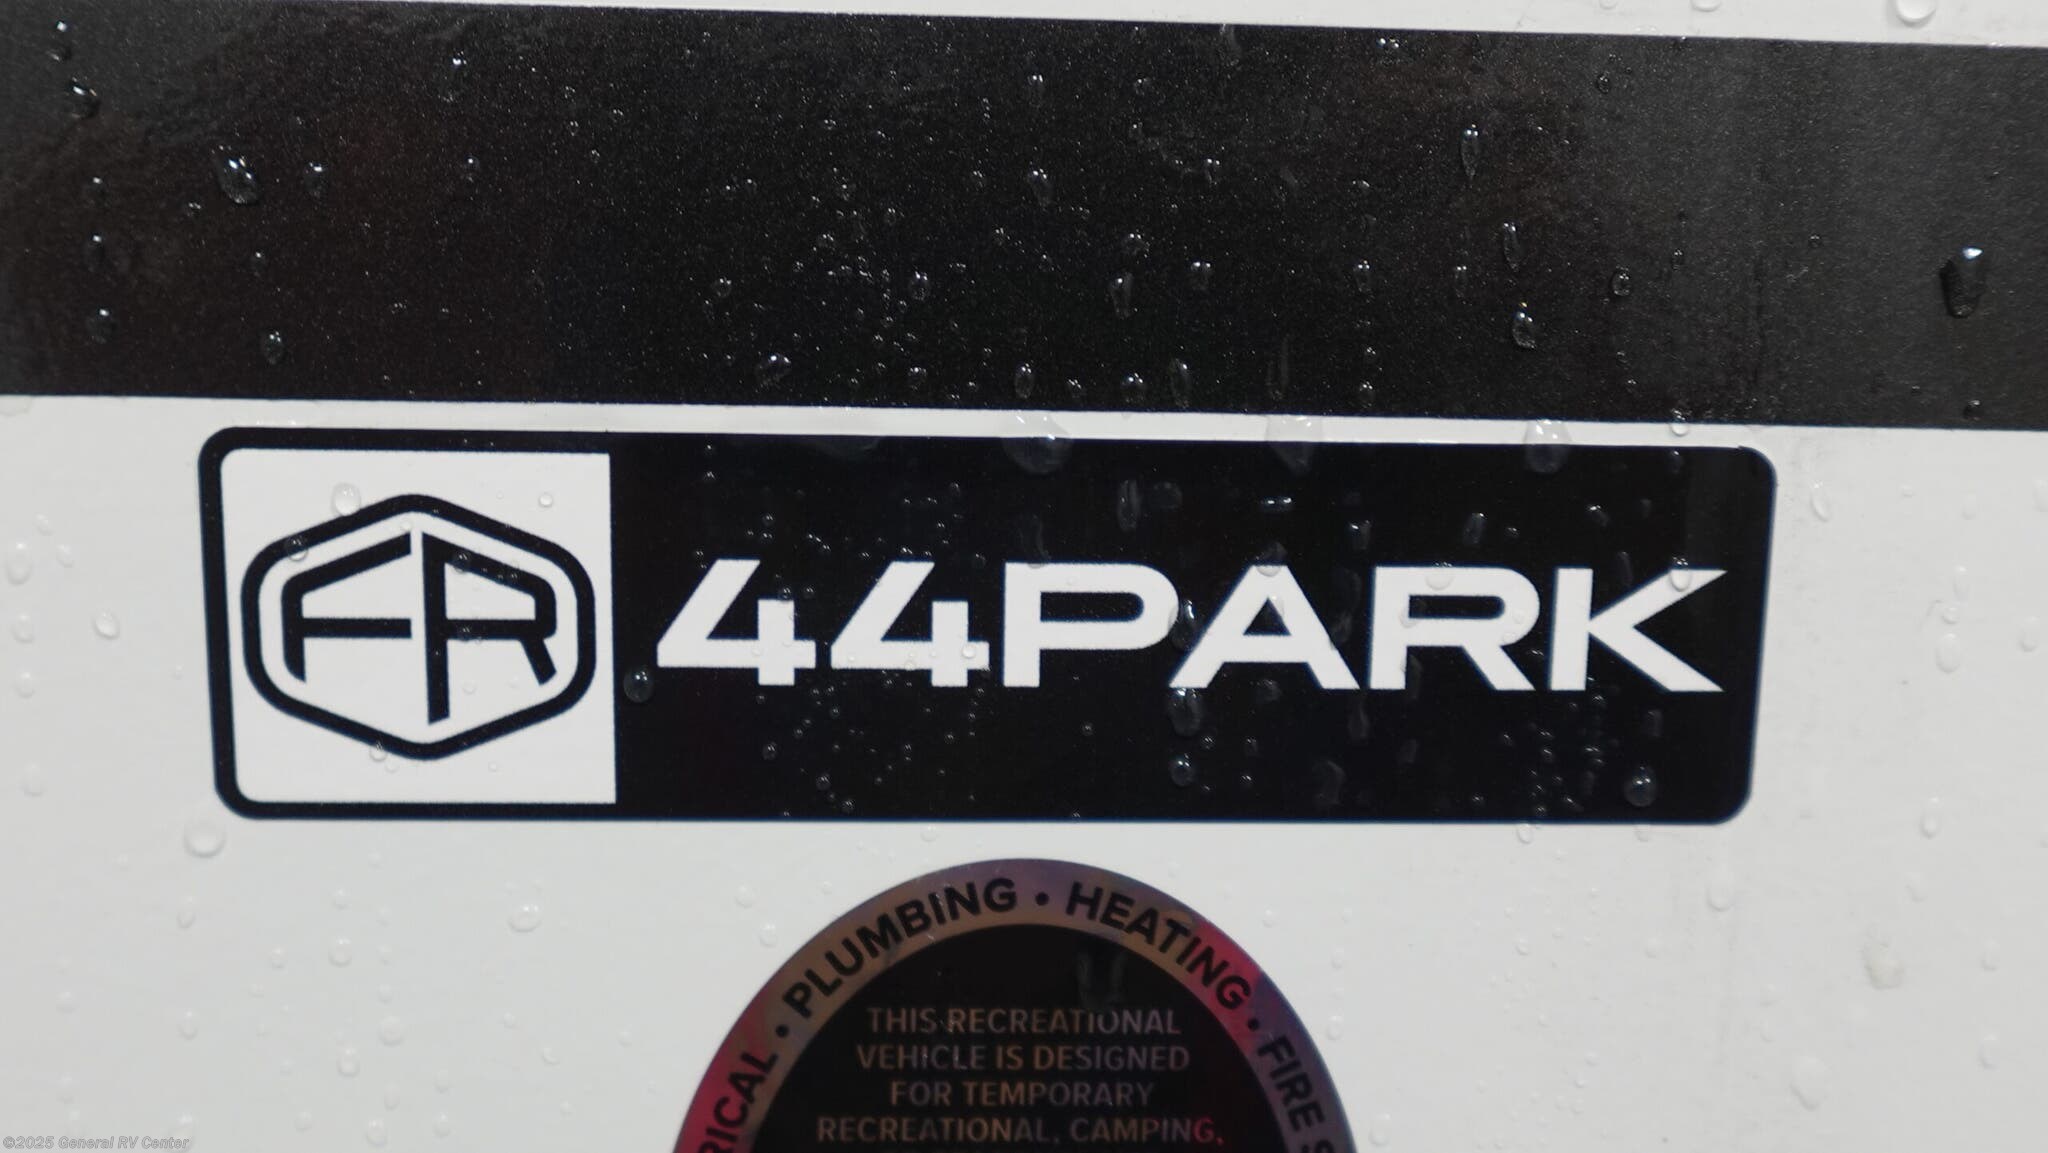 FR 44PARK
RICAL • PLUMBING • HEATING • FIRE S
THIS RECREATIONAL
VEHICLE IS DESIGNED
FOR TEMPORARY
RECREATIONAL, CAMPING,
©2025 General RV Center